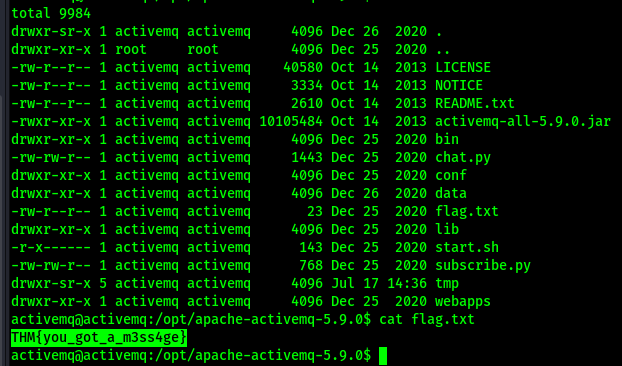 total 9984
drwxr-sr-x 1 activemq activemq     4096 Dec 26  2020 .
drwxr-xr-x 1 root     root         4096 Dec 25  2020 ..
-rw-r--r-- 1 activemq activemq    40580 Oct 14  2013 LICENSE
-rw-r--r-- 1 activemq activemq     3334 Oct 14  2013 NOTICE
-rw-r--r-- 1 activemq activemq     2610 Oct 14  2013 README.txt
-rwxr-xr-x 1 activemq activemq 10105484 Oct 14  2013 activemq-all-5.9.0.jar
drwxr-xr-x 1 activemq activemq     4096 Dec 25  2020 bin
-rw-rw-r-- 1 activemq activemq     1443 Dec 25  2020 chat.py
drwxr-xr-x 1 activemq activemq     4096 Dec 25  2020 conf
drwxr-xr-x 1 activemq activemq     4096 Dec 26  2020 data
-rw-r--r-- 1 activemq activemq       23 Dec 25  2020 flag.txt
drwxr-xr-x 1 activemq activemq     4096 Dec 25  2020 lib
-r-x------ 1 activemq activemq      143 Dec 25  2020 start.sh
-rw-rw-r-- 1 activemq activemq      768 Dec 25  2020 subscribe.py
drwxr-sr-x 5 activemq activemq     4096 Jul 17 14:36 tmp
drwxr-xr-x 1 activemq activemq     4096 Dec 25  2020 webapps
activemq@activemq:/opt/apache-activemq-5.9.0$ cat flag.txt
THM{you_got_a_m3ss4ge}
activemq@activemq:/opt/apache-activemq-5.9.0$